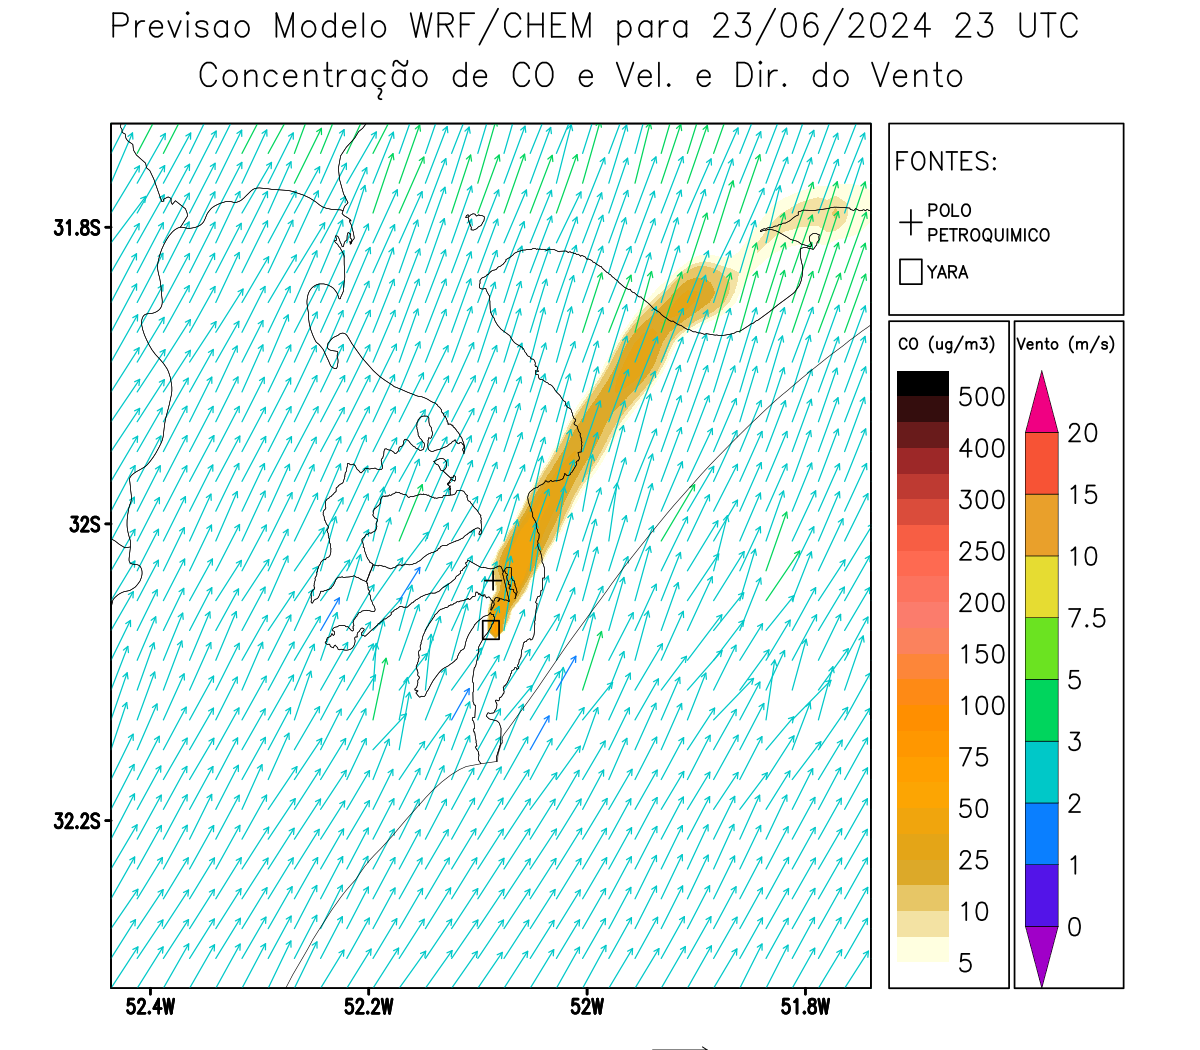 Previsao Modelo WRF/CHEM para 23/06/2024 23 UTC
Concentração de CO e Vel. e Dir. do Vento
FONTES:
POLO
PETROQUIMICO
YARA
31.8S
32S
32.2S
52.4W
52.2W
52W
51.8W
CO (ug/m3)
500
400
300
250
200
150
100
75
50
25
10
5
Vento (m/s)
20
15
10
7.5
5
3
2
1
0